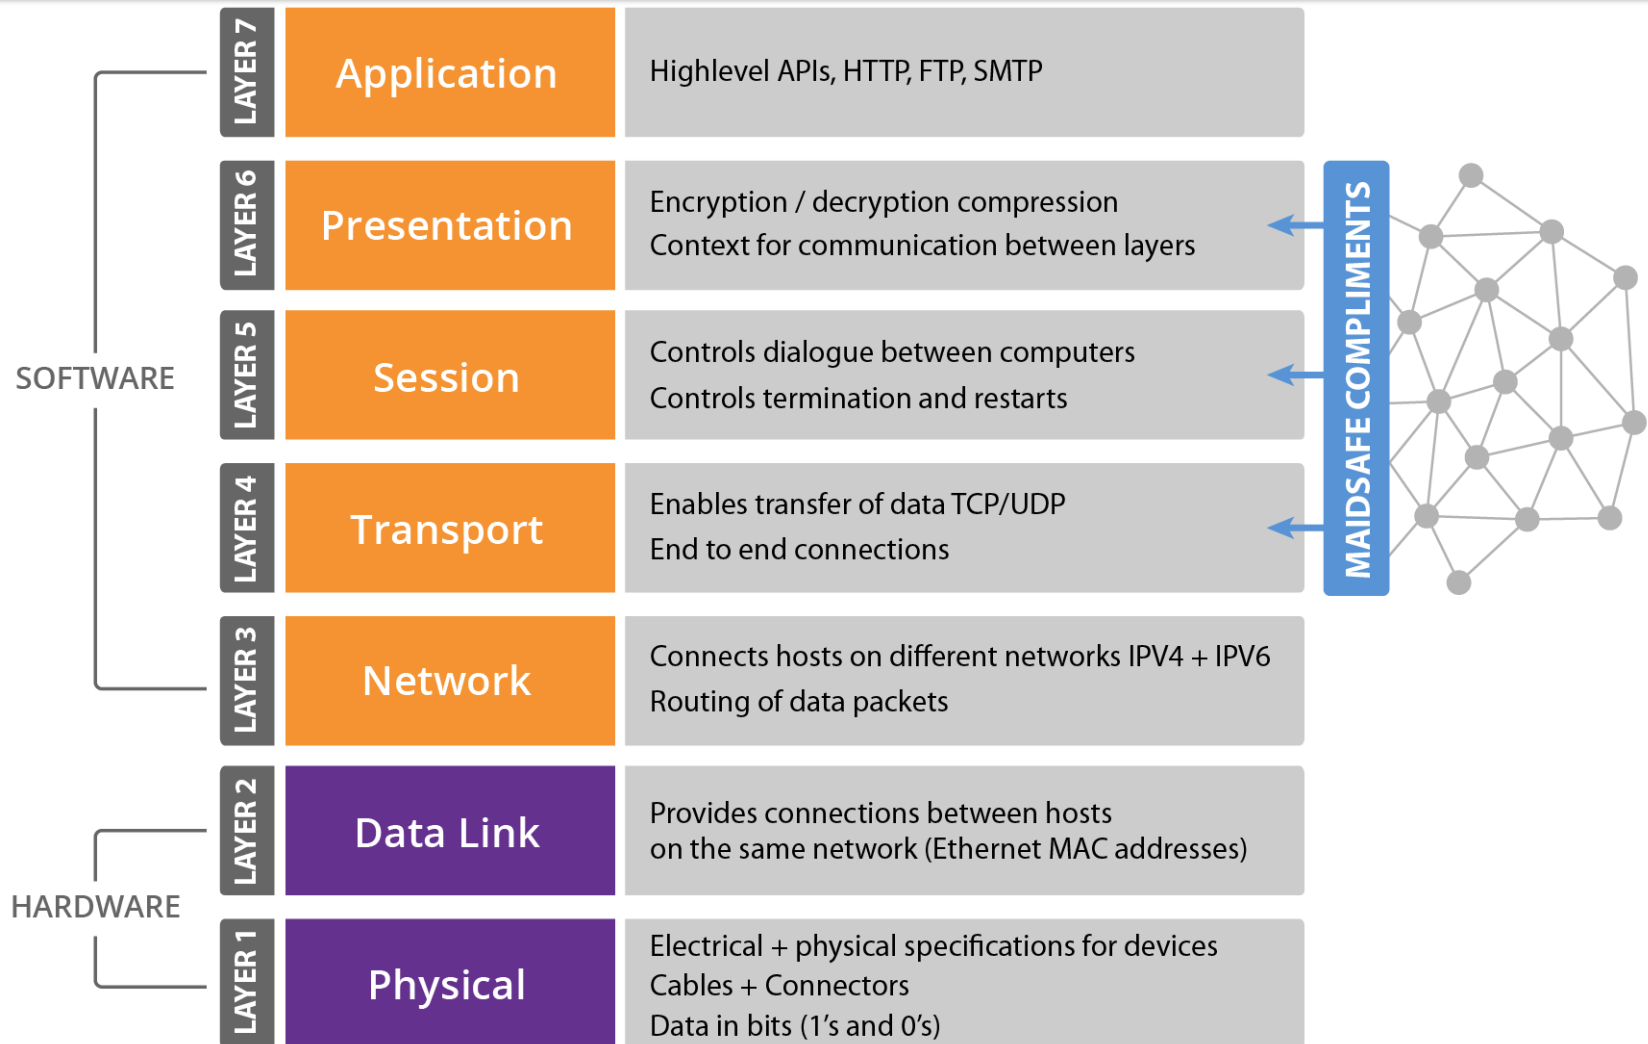 LAYER 7
Application
Highlevel APIs, HTTP, FTP, SMTP
LAYER 6
Presentation
Encryption / decryption compression
Context for communication between layers
LAYER 5
Session
Controls dialogue between computers
Controls termination and restarts
LAYER 4
Transport
Enables transfer of data TCP/UDP
End to end connections
MAIDSAFE COMPLIMENTS
SOFTWARE
LAYER 3
Network
Connects hosts on different networks IPV4 + IPV6
Routing of data packets
LAYER 2
Data Link
Provides connections between hosts
on the same network (Ethernet MAC addresses)
HARDWARE
LAYER 1
Physical
Electrical + physical specifications for devices
Cables + Connectors
Data in bits (1's and 0's)